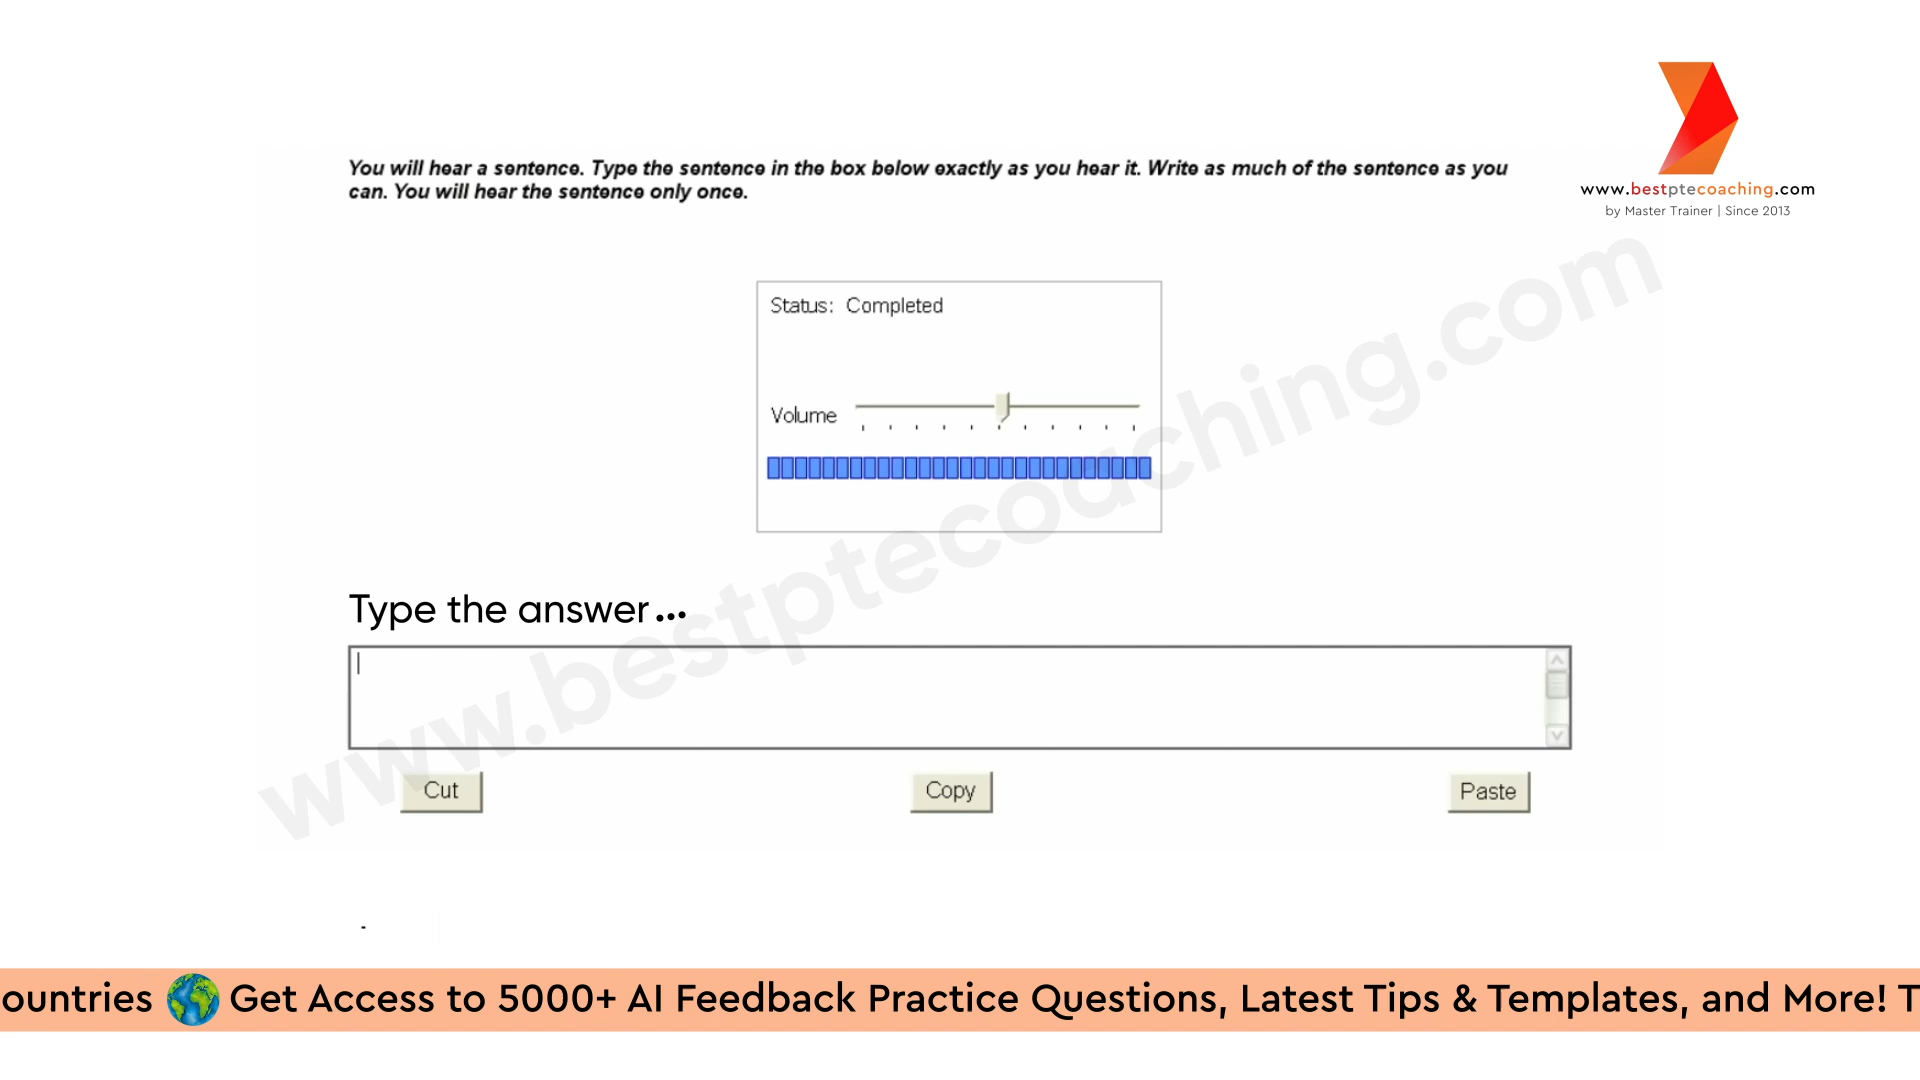 You will hear a sentence. Type the sentence in the box below exactly as you hear it. Write as much of the sentence as you
can. You will hear the sentence only once.
www.bestptecoaching.com
by Master Trainer | Since 2013
Status: Completed
Volume
www.bestptecoaching.com
Type the answer...
Cut
Copy
Paste
ountries Get Access to 5000+ AI Feedback Practice Questions, Latest Tips & Templates, and More! T